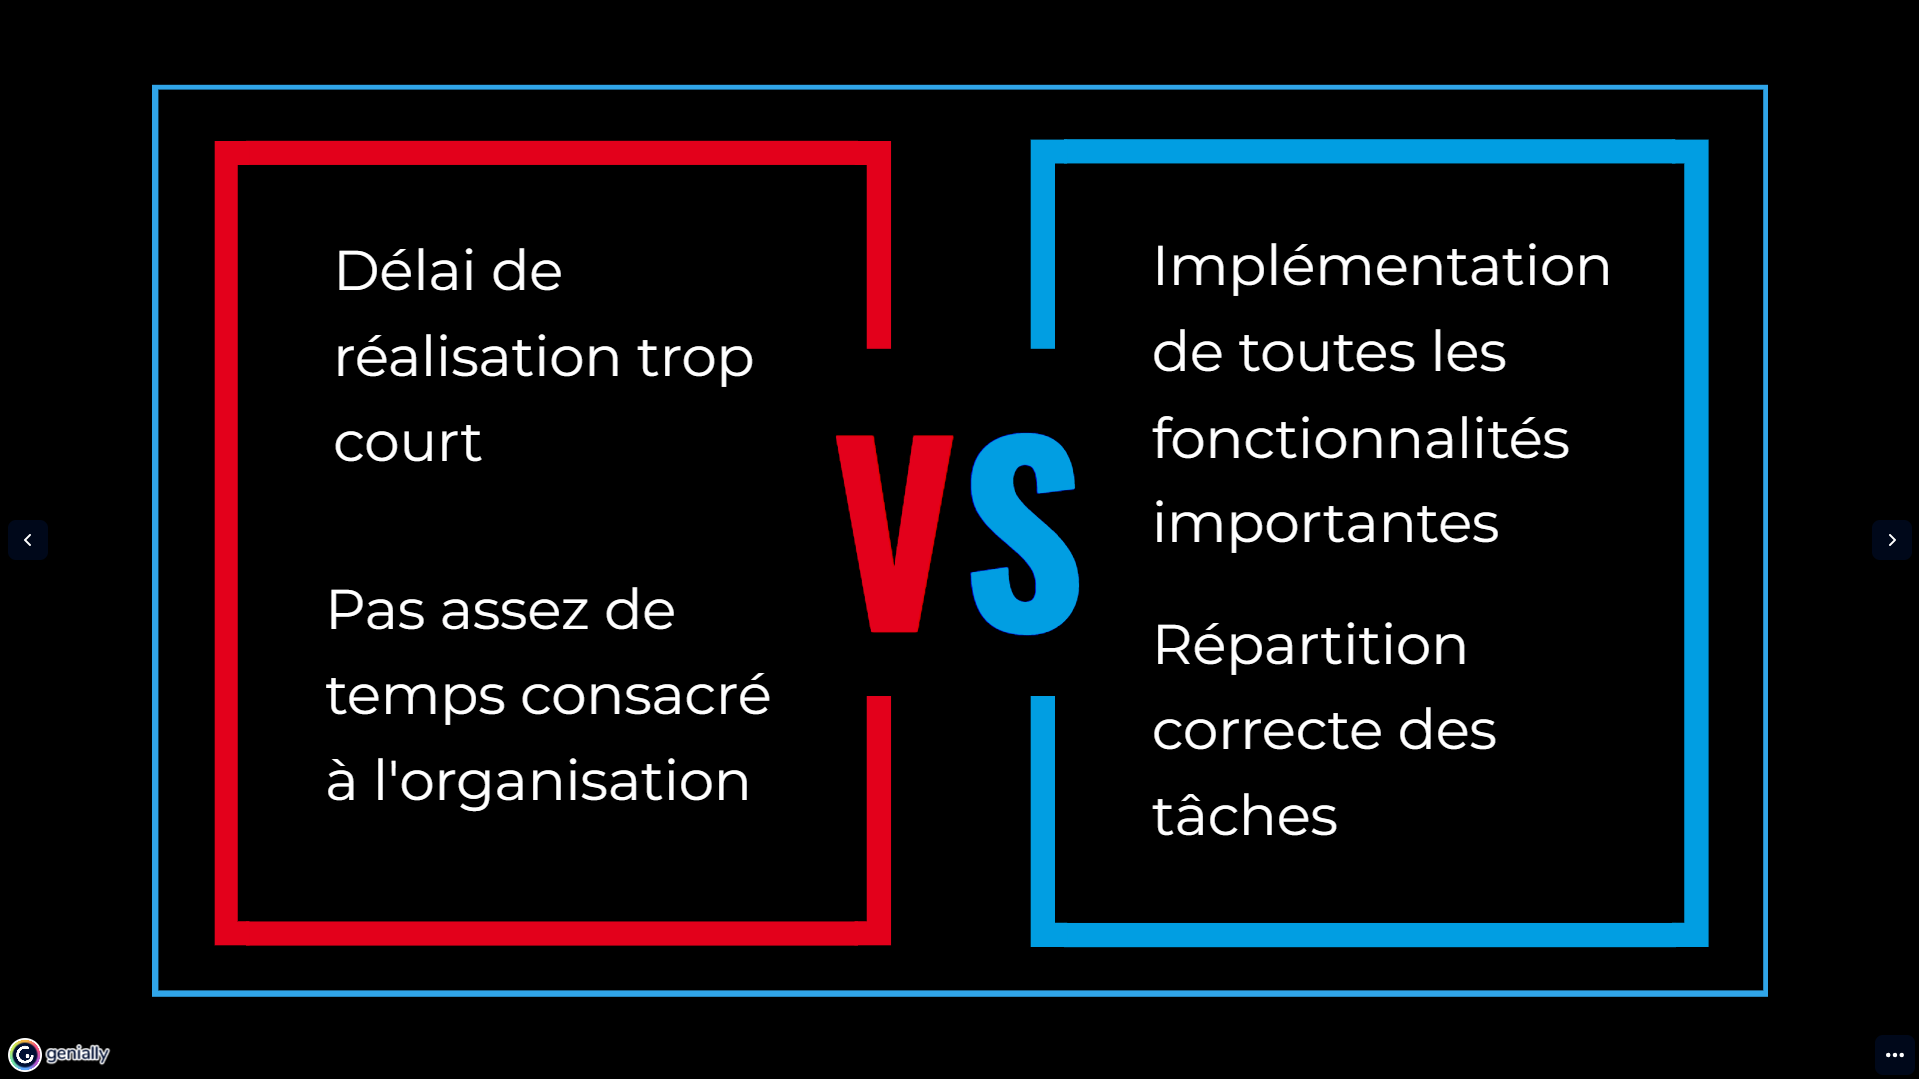 Délai de
réalisation trop
court
Pas assez de
temps consacré
à l'organisation
VS
Implémentation
de toutes les
fonctionnalités
importantes
Répartition
correcte des
tâches
genially